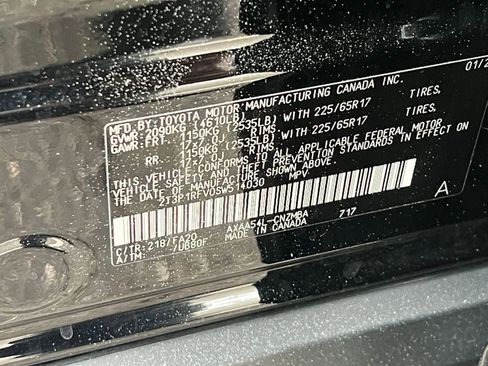 MFD.BY: TOYOTA MOTOR MANUFACTURING CANADA INC. 01/2
GVWR 2090KG (4610LB)
GAWR: FRT- 1150KG (2535LB) WITH 225/65R17 TIRES.
17X7.0J RIMS.
RR 1150KG (2535LB) WITH 225/65R17 TIRES.
17X7.0J RIMS.
THIS VEHICLE CONFORMS TO ALL APPLICABLE FEDERAL MOTOR
VEHICLE SAFETY AND THEFT PREVENTION STANDARDS IN EFFECT ON
THE DATE OF MANUFACTURE SHOWN ABOVE.
2T3P1RFV0SW514030 MPV.
A
AXAA54L-CNZMBA 717
C/TR: 218/FA20 MADE IN CANADA
A/TM: /UB80F